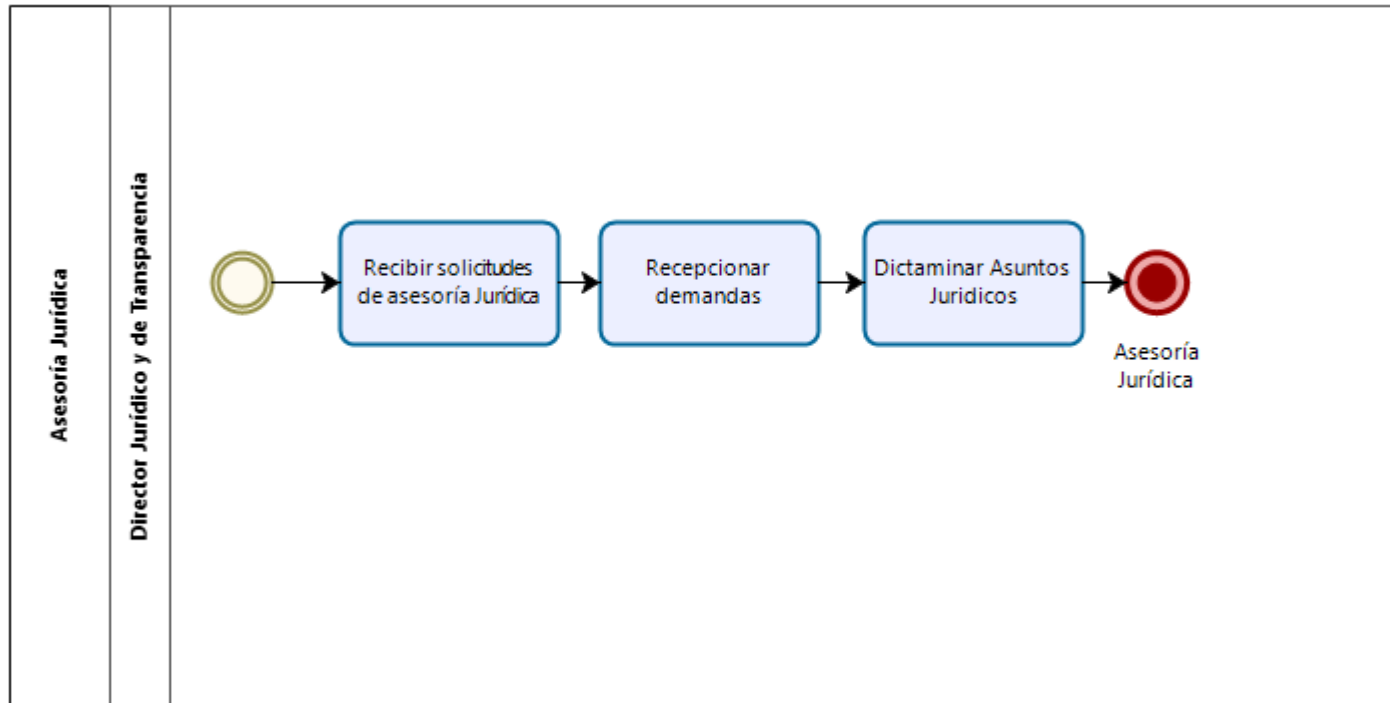 Asesoría Jurídica
Director Jurídico y de Transparencia
Recibir solicitudes
de asesoría Jurídica
Recepcionar
demandas
Dictaminar Asuntos
Juridicos
Asesoría
Jurídica